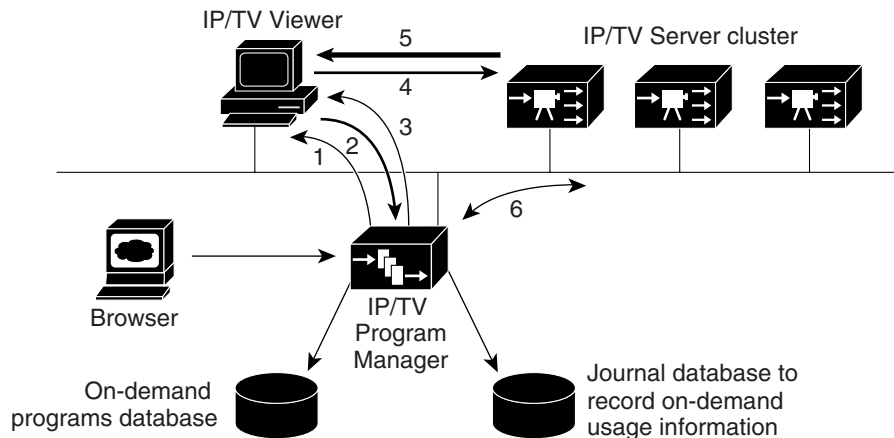 IP/TV Viewer
IP/TV Server cluster
5
4
3
2
1
6
Browser
IP/TV
Program
Manager
On-demand
programs database
Journal database to
record on-demand
usage information